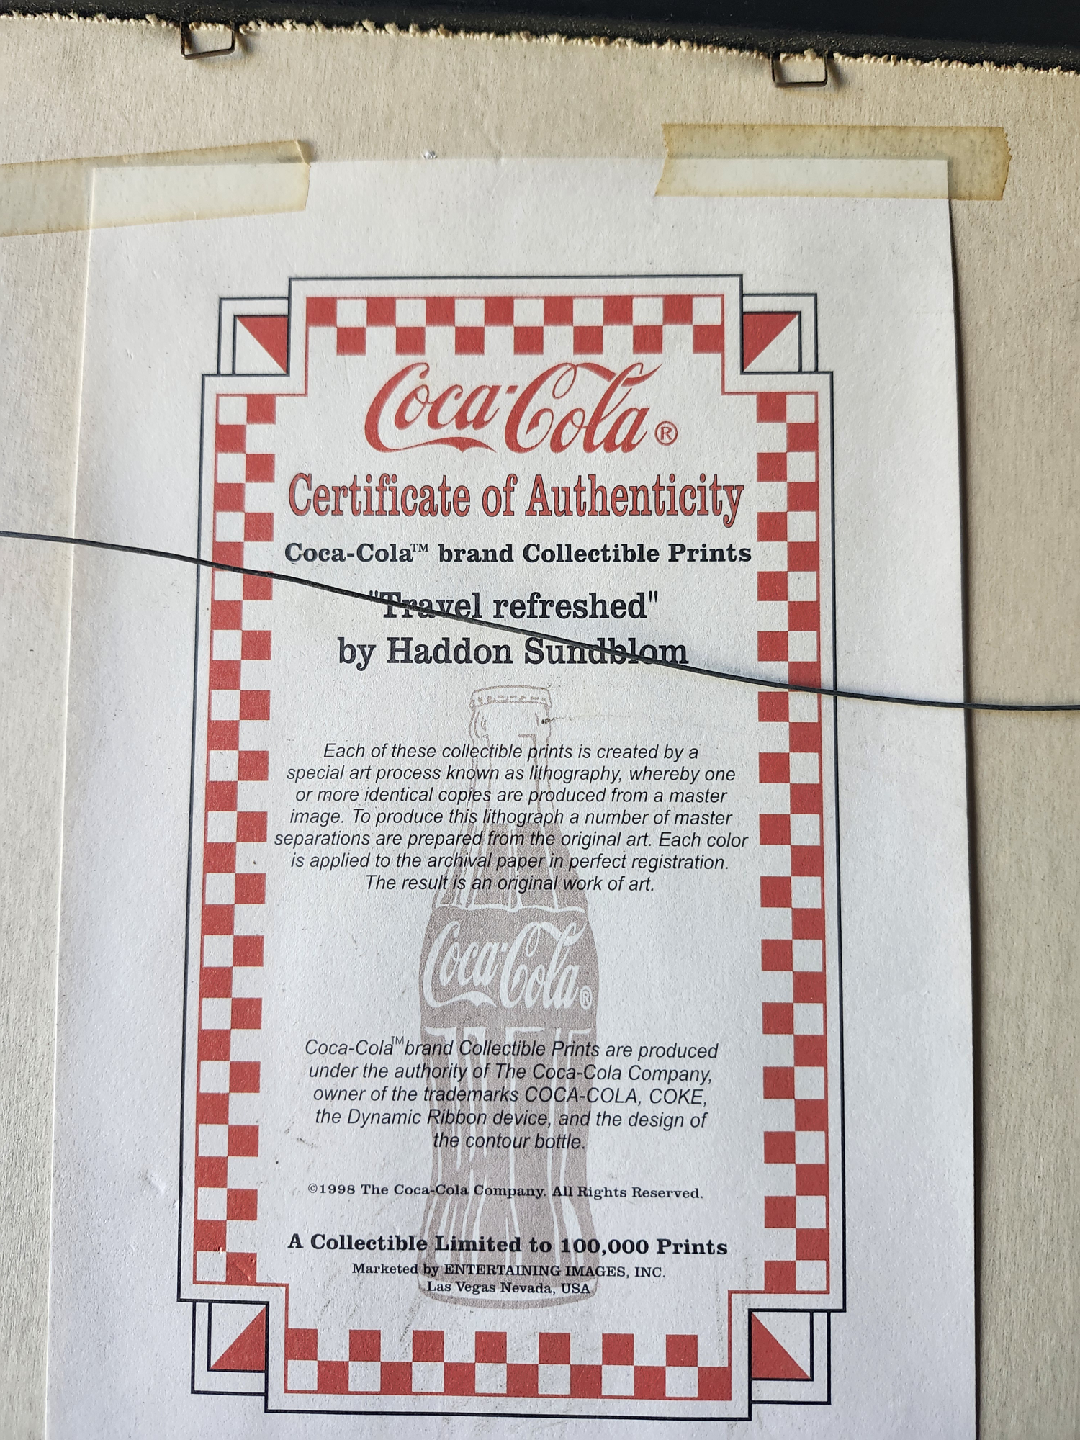 Coca-Cola®
Certificate of Authenticity
Coca-Cola™ brand Collectible Prints
"Travel refreshed"
by Haddon Sundblom
Each of these collectible prints is created by a
special art process known as lithography, whereby one
or more identical copies are produced from a master
image. To produce this lithograph a number of master
separations are prepared from the original art. Each color
is applied to the archival paper in perfect registration.
The result is an original work of art.
Coca-Cola®
Coca-Cola™ brand Collectible Prints are produced
under the authority of The Coca-Cola Company,
owner of the trademarks COCA-COLA, COKE,
the Dynamic Ribbon device, and the design of
the contour bottle.
©1998 The Coca-Cola Company. All Rights Reserved.
A Collectible Limited to 100,000 Prints
Marketed by ENTERTAINING IMAGES, INC.
Las Vegas Nevada, USA